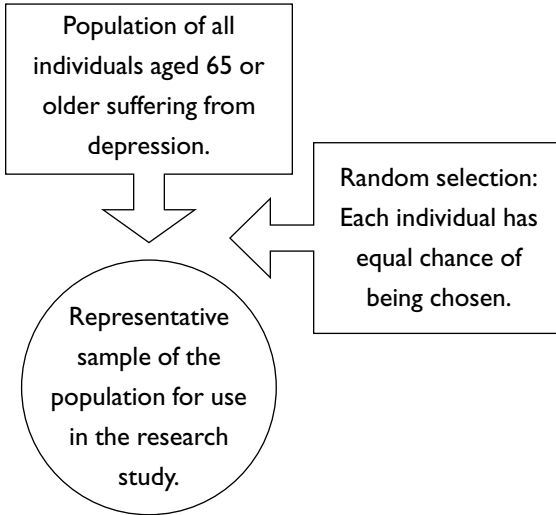 Population of all
individuals aged 65 or
older suffering from
depression.
Random selection:
Each individual has
equal chance of
being chosen.
Representative
sample of the
population for use
in the research
study.